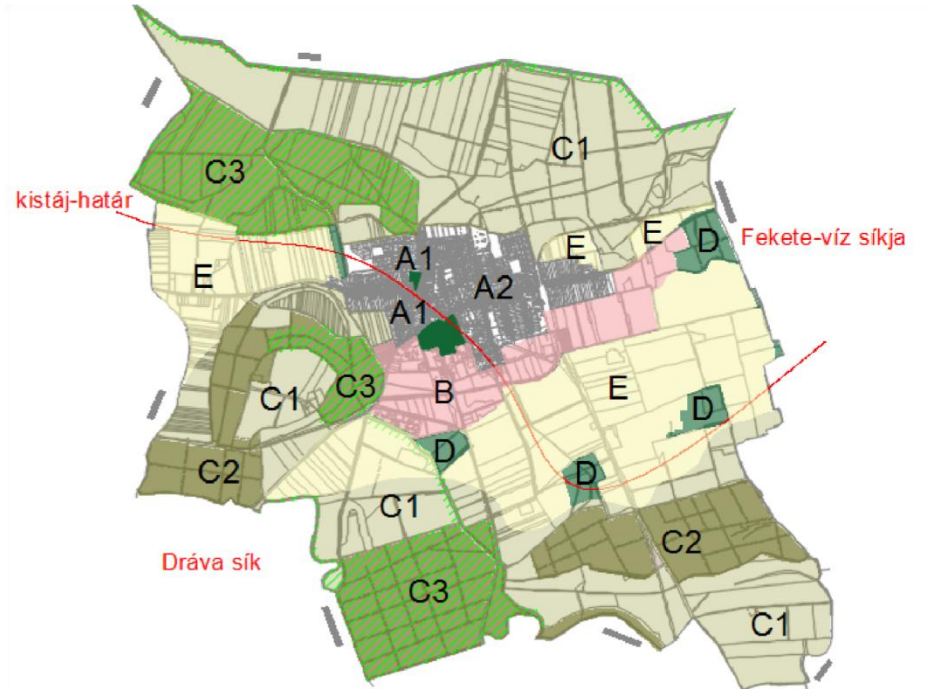 C1
C3
kistáj-határ
E
E
D
Fekete-víz síkja
A1
A2
E
A1
C1
C3
B
E
D
D
D
C2
C1
C2
Dráva sík
C3
C1